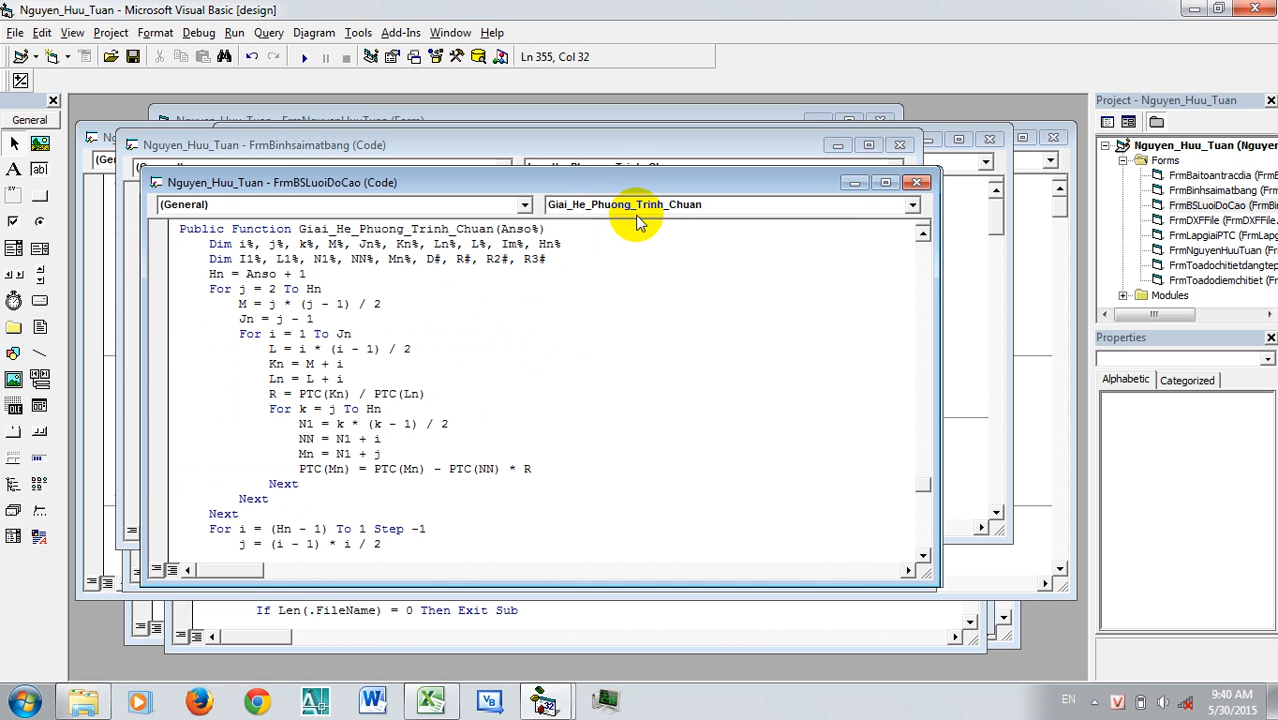 Nguyen_Huu_Tuan - Microsoft Visual Basic [design]
File Edit View Project Format Debug Run Query Diagram Tools Add-Ins Window Help
Ln 355, Col 32
General
Nguyen_Huu_Tuan - FrmBinhsaimatbang (Code)
Nguyen_Huu_Tuan - FrmBSLuoiDoCao (Code)
(General)
Giai_He_Phuong_Trinh_Chuan
Public Function Giai_He_Phuong_Trinh_Chuan(Anso%)
Dim i%, j%, k%, M%, Jn%, Kn%, Ln%, L%, Im%, Hn%
Dim I1%, L1%, N1%, NN%, Mn%, D#, R#, R2#, R3#
Hn = Anso + 1
For j = 2 To Hn
M = j * (j - 1) / 2
Jn = j - 1
For i = 1 To Jn
L = i * (i - 1) / 2
Kn = M + i
Ln = L + i
R = PTC(Kn) / PTC(Ln)
For k = j To Hn
N1 = k * (k - 1) / 2
NN = N1 + i
Mn = N1 + j
PTC(Mn) = PTC(Mn) - PTC(NN) * R
Next
Next
Next
For i = (Hn - 1) To 1 Step -1
j = (i - 1) * i / 2
If Len(.FileName) = 0 Then Exit Sub
Project - Nguyen_Huu_Tuan
Nguyen_Huu_Tuan (Nguye
Forms
FrmBaitoantracdia (
FrmBinhsaimatbang (
FrmBSLuoiDoCao (Frm
FrmDXFFile (FrmDXFF
FrmLapgiaiPTC (FrmL
FrmNguyenHuuTuan (
FrmToadochitietdangtep
FrmToadodiemchitiet (F
Modules
Properties
Alphabetic Categorized
EN
9:40 AM
5/30/2015